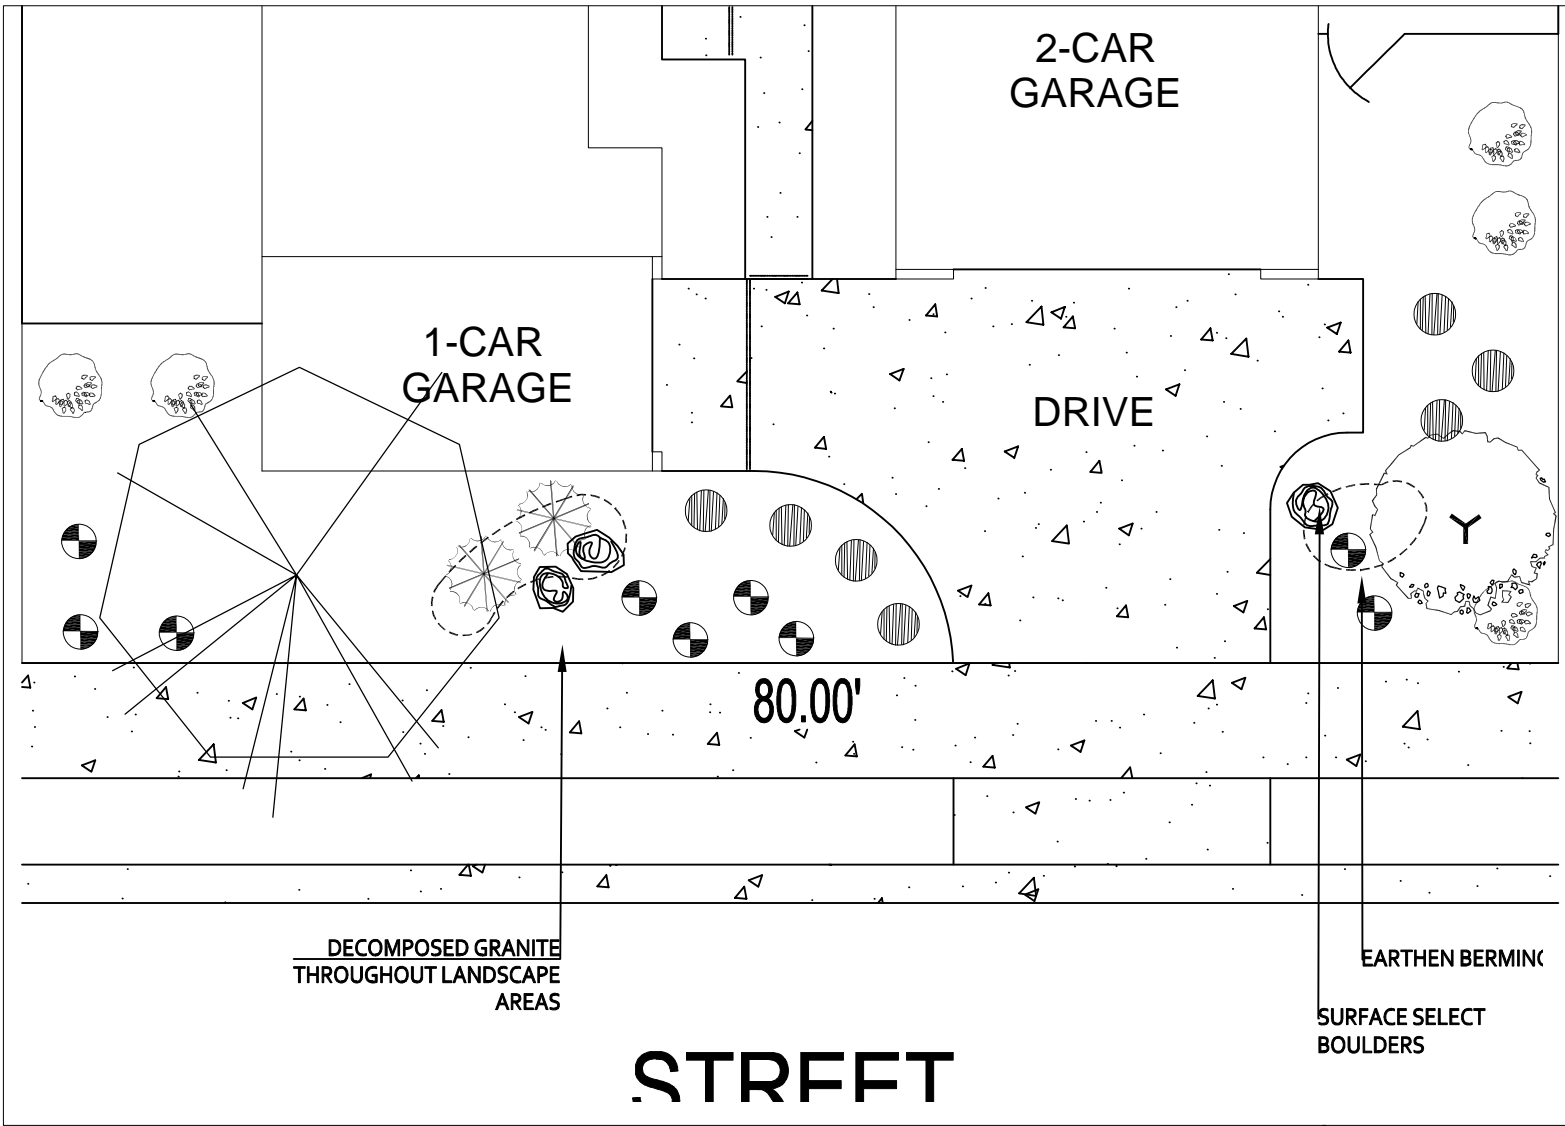 2-CAR
GARAGE
1-CAR
GARAGE
DRIVE
80.00'
DECOMPOSED GRANITE
THROUGHOUT LANDSCAPE
AREAS
EARTHEN BERMING
SURFACE SELECT
BOULDERS
STREET